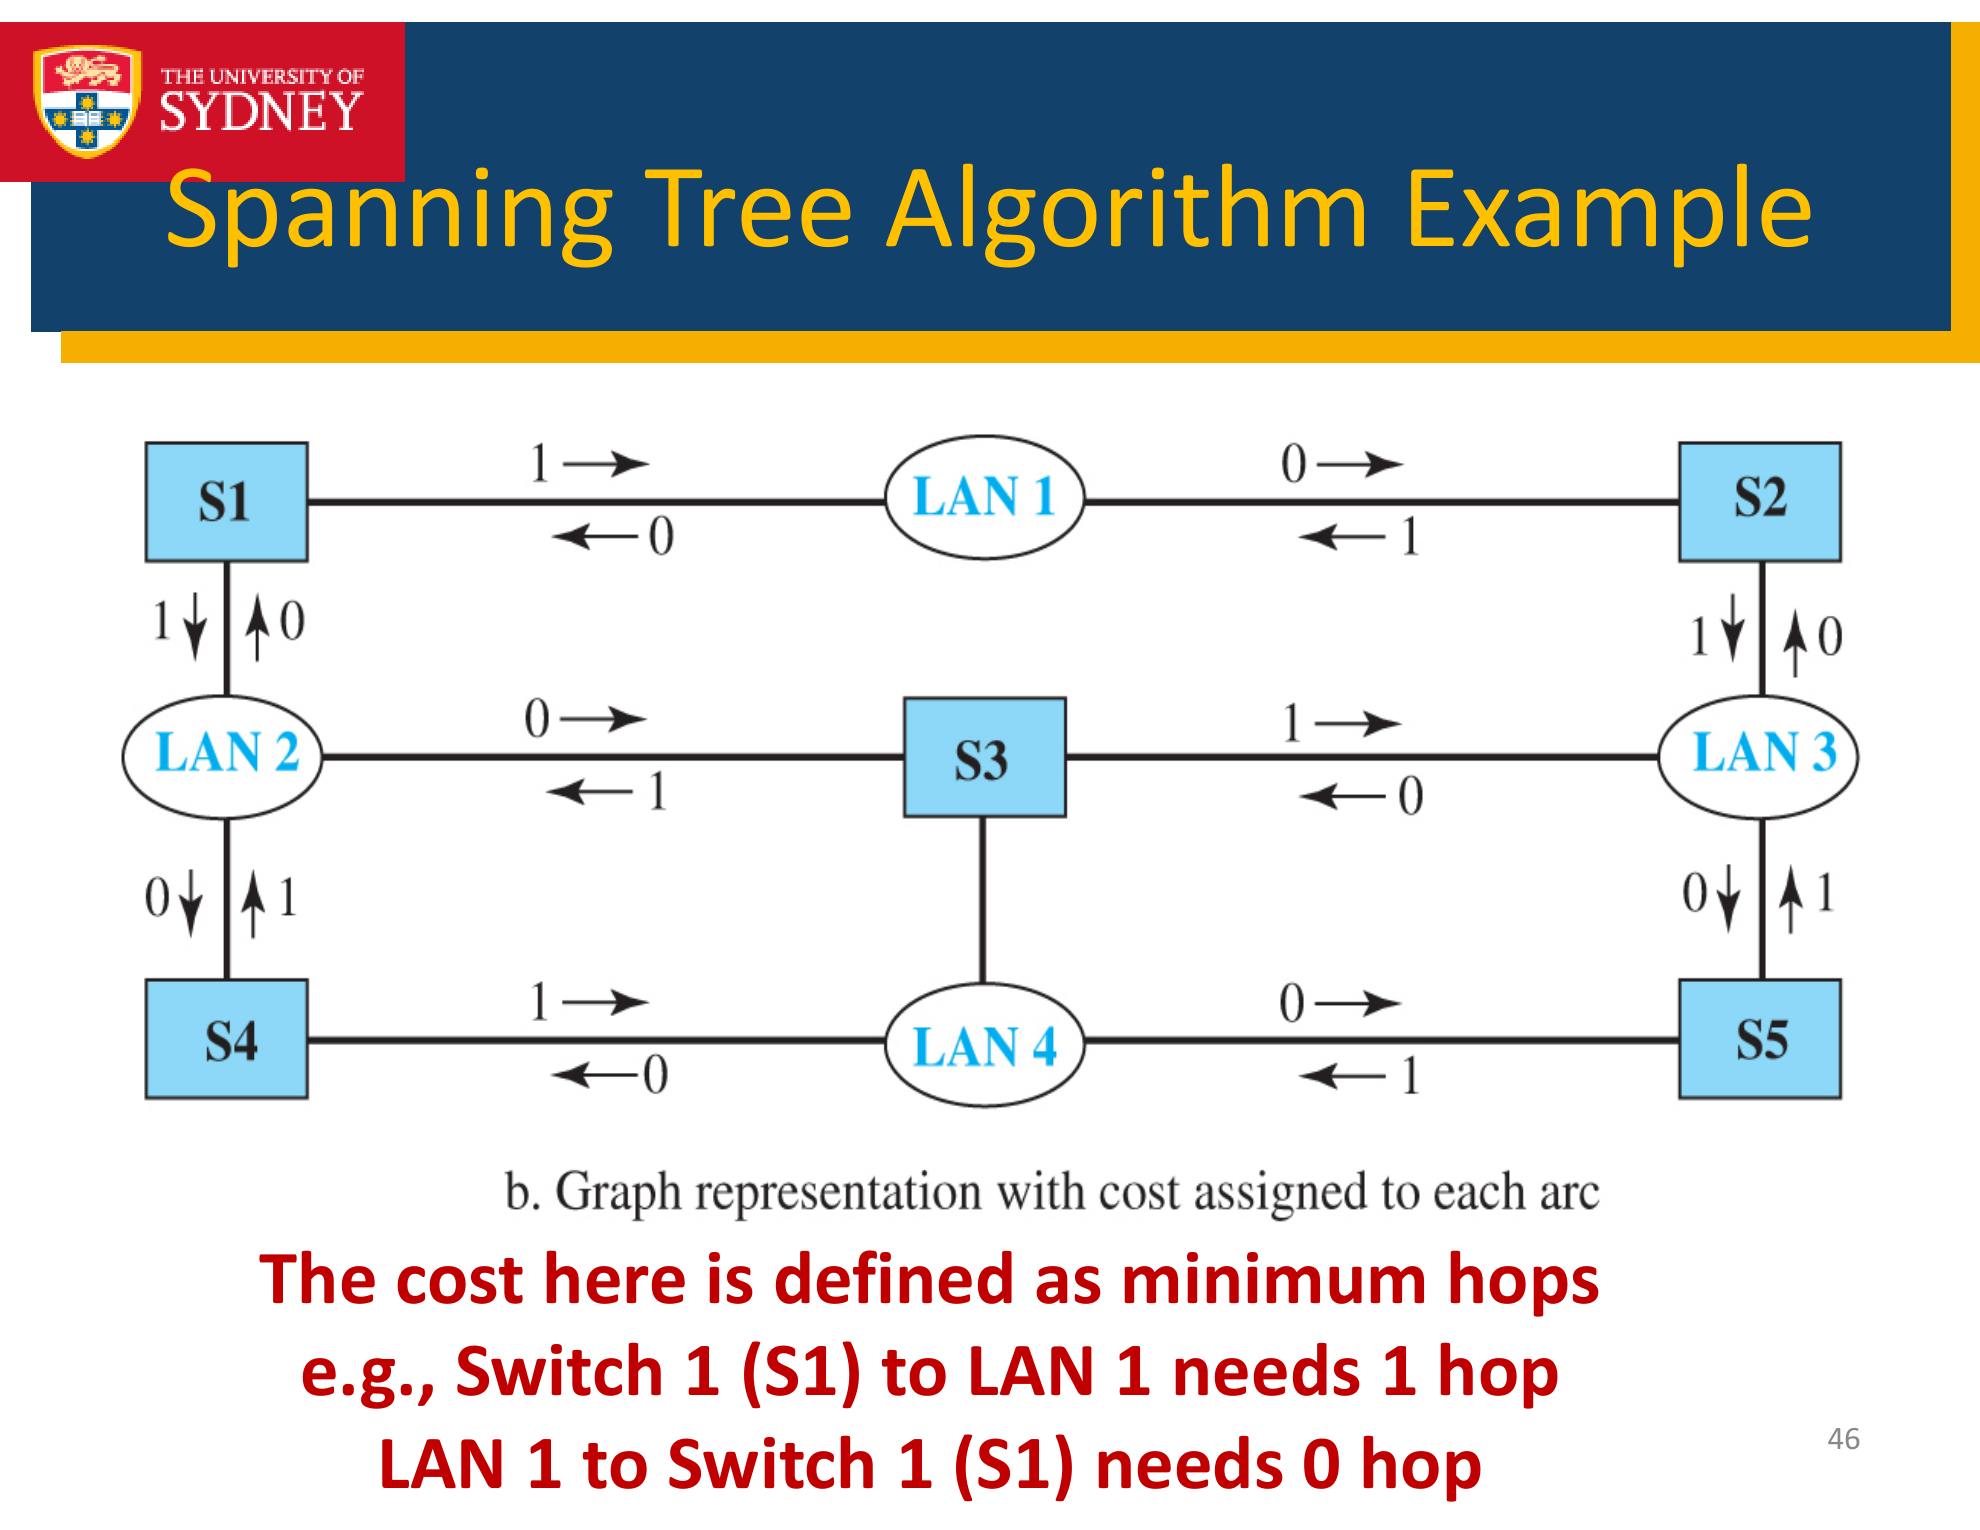 THE UNIVERSITY OF
SYDNEY
Spanning Tree Algorithm Example
S1
1
0
LAN 1
0
1
S2
1
0
1
0
LAN 2
0
1
S3
1
0
LAN 3
0
1
0
1
S4
1
0
LAN 4
0
1
S5
b. Graph representation with cost assigned to each arc
The cost here is defined as minimum hops
e.g., Switch 1 (S1) to LAN 1 needs 1 hop
LAN 1 to Switch 1 (S1) needs 0 hop
46